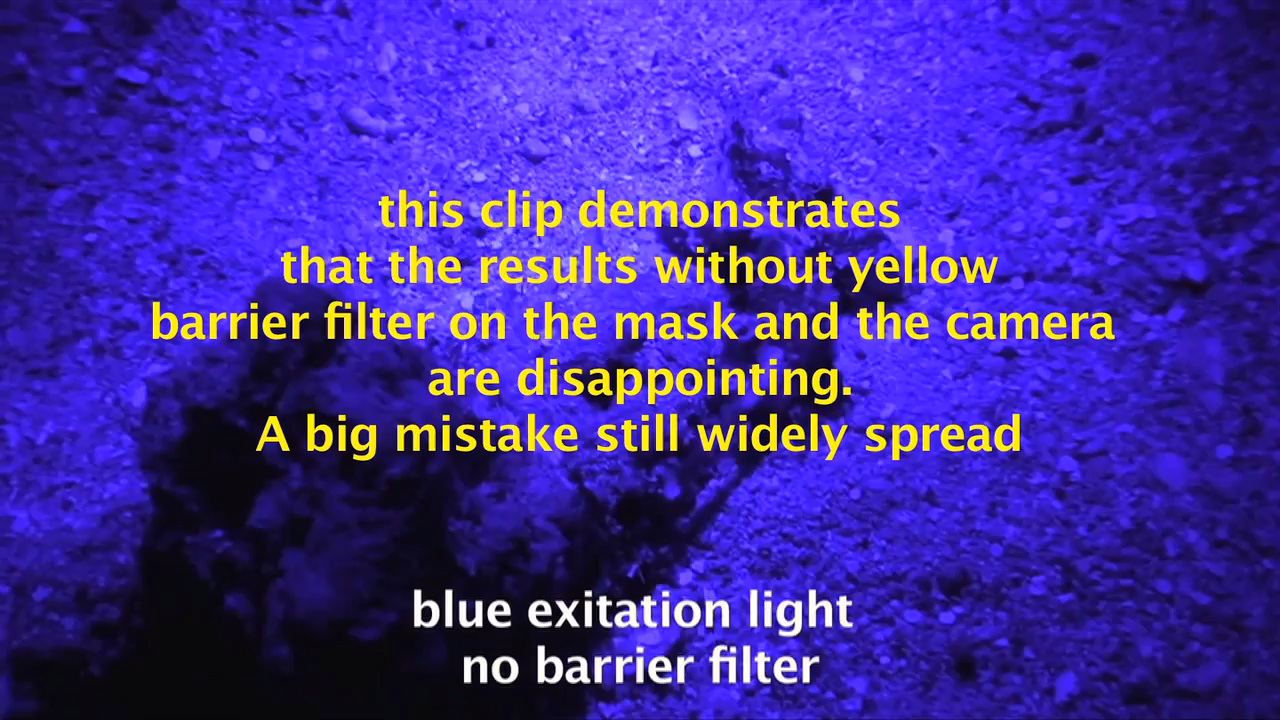 this clip demonstrates
that the results without yellow
barrier filter on the mask and the camera
are disappointing.
A big mistake still widely spread
blue exitation light
no barrier filter